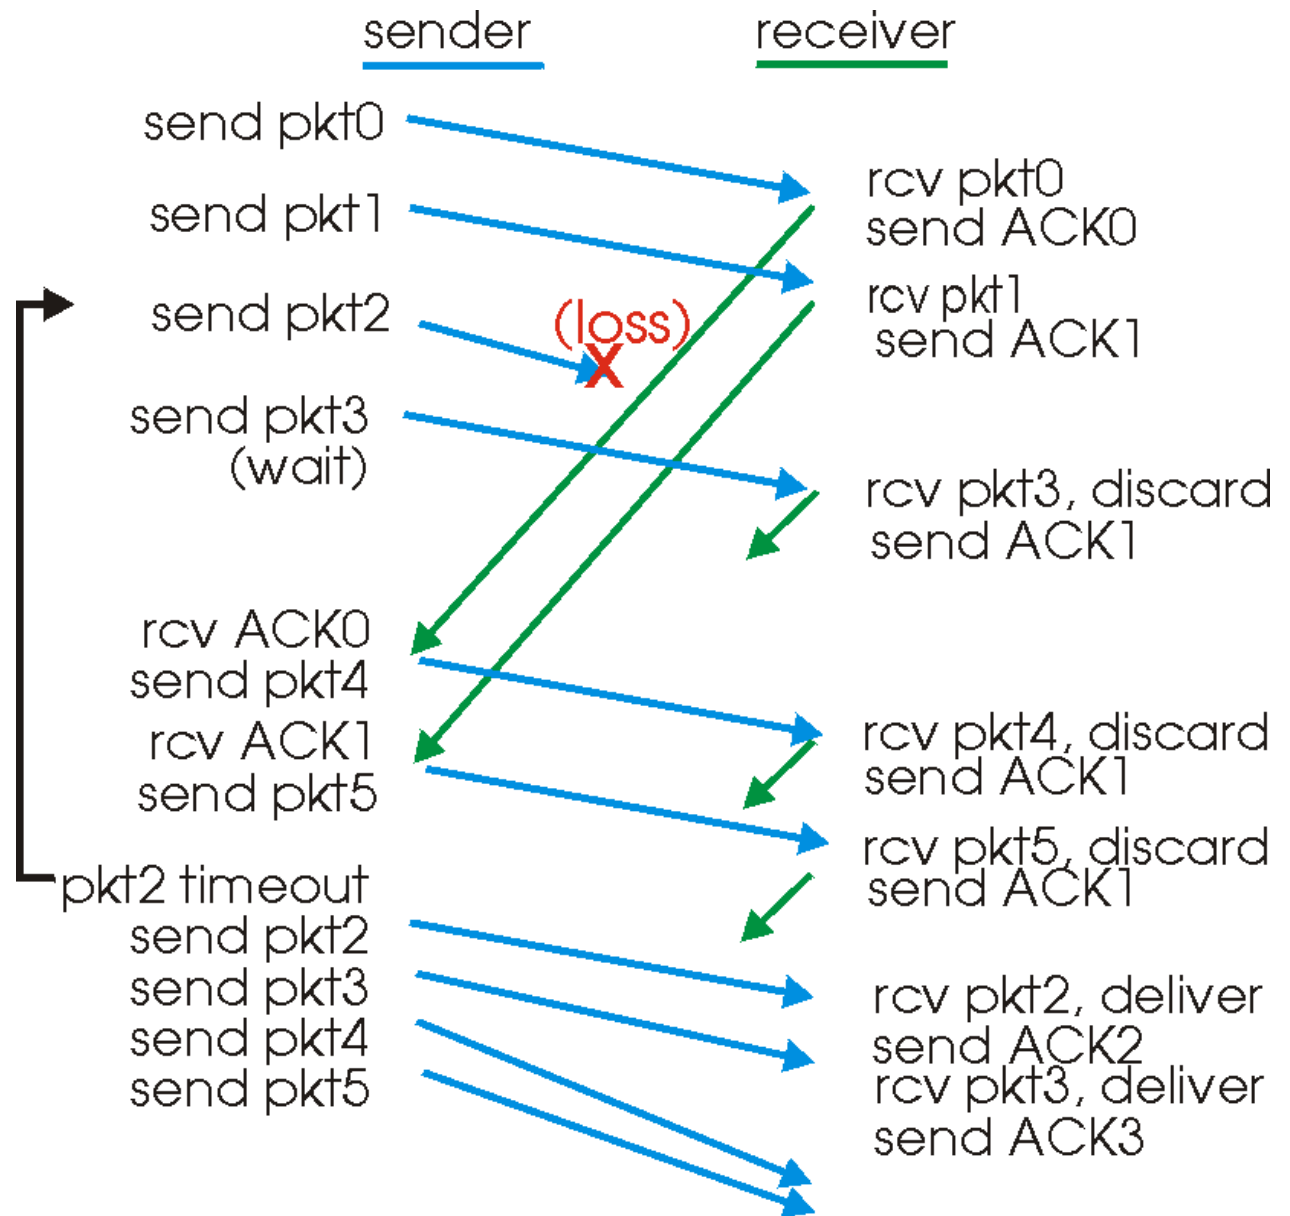 sender
receiver
send pkt0
rcv pkt0
send ACK0
send pkt1
rcv pkt1
send ACK1
send pkt2
(loss)
X
send pkt3
(wait)
rcv pkt3, discard
send ACK1
rcv ACK0
send pkt4
rcv ACK1
send pkt5
rcv pkt4, discard
send ACK1
rcv pkt5, discard
send ACK1
pkt2 timeout
send pkt2
send pkt3
send pkt4
send pkt5
rcv pkt2, deliver
send ACK2
rcv pkt3, deliver
send ACK3